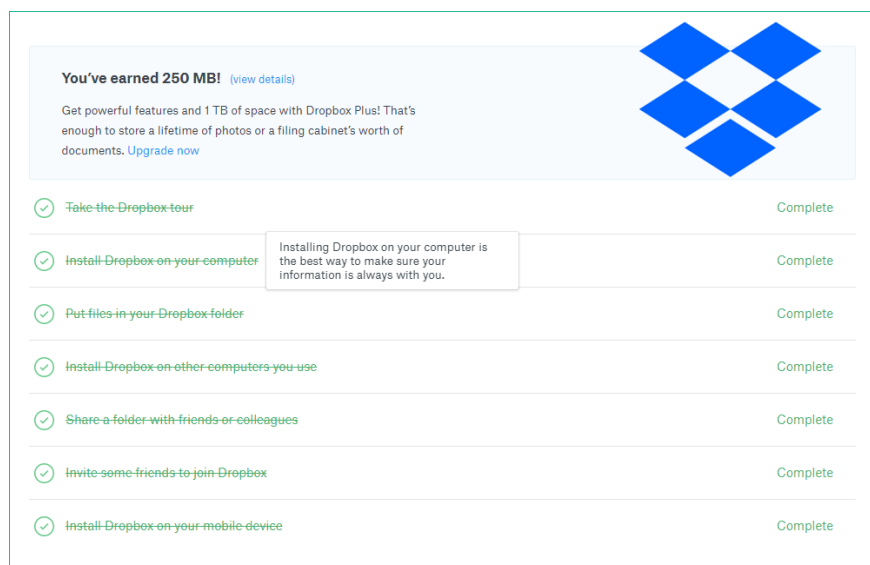 You've earned 250 MB! (view details)
Get powerful features and 1 TB of space with Dropbox Plus! That's
enough to store a lifetime of photos or a filing cabinet's worth of
documents. Upgrade now
Take the Dropbox tour Complete
Installing Dropbox on your computer is
the best way to make sure your
information is always with you.
Install Dropbox on your computer Complete
Put files in your Dropbox folder Complete
Install Dropbox on other computers you use Complete
Share a folder with friends or colleagues Complete
Invite some friends to join Dropbox Complete
Install Dropbox on your mobile device Complete